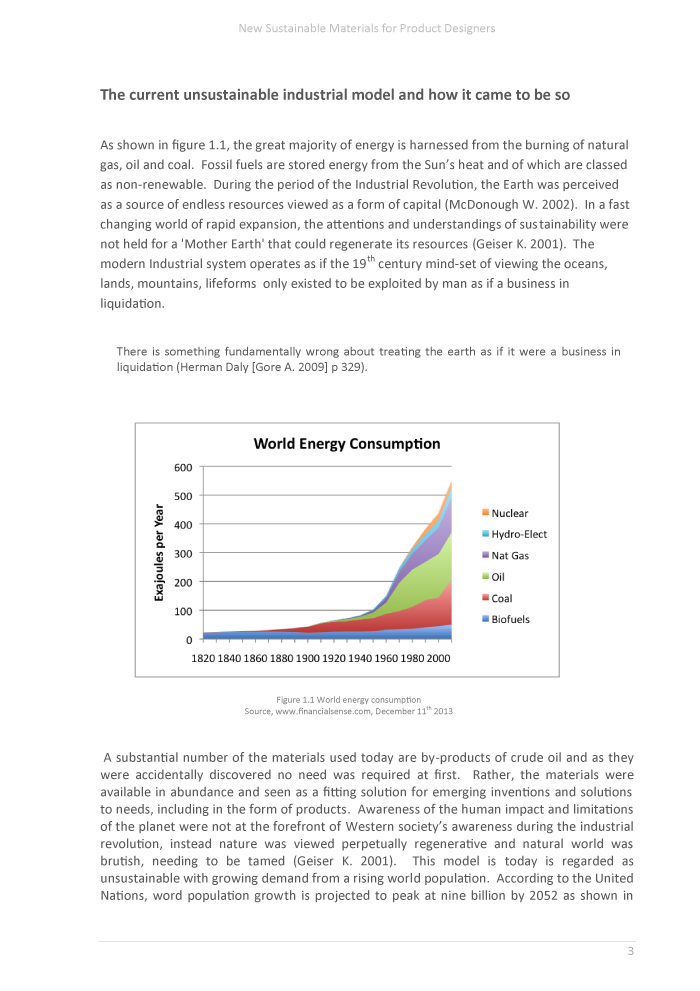 New Sustainable Materials for Product Designers
The current unsustainable industrial model and how it came to be so
As shown in figure 1.1, the great majority of energy is harnessed from the burning of natural
gas, oil and coal.  Fossil fuels are stored energy from the Sun's heat and of which are classed
as non-renewable.  During the period of the Industrial Revolution, the Earth was perceived
as a source of endless resources viewed as a form of capital (McDonough W. 2002).  In a fast
changing world of rapid expansion, the attentions and understandings of sustainability were
not held for a 'Mother Earth' that could regenerate its resources (Geiser K. 2001).  The
modern Industrial system operates as if the 19th century mind-set of viewing the oceans,
lands, mountains, lifeforms  only existed to be exploited by man as if a business in
liquidation.
There is something fundamentally wrong about treating the earth as if it were a business in
liquidation (Herman Daly [Gore A. 2009] p 329).
World Energy Consumption
Exajoules per Year
600
500
400
300
200
100
0
1820 1840 1860 1880 1900 1920 1940 1960 1980 2000
Nuclear
Hydro-Elect
Nat Gas
Oil
Coal
Biofuels
Figure 1.1 World energy consumption
Source, www.financialsense.com, December 11th 2013
A substantial number of the materials used today are by-products of crude oil and as they
were accidentally discovered no need was required at first.  Rather, the materials were
available in abundance and seen as a fitting solution for emerging inventions and solutions
to needs, including in the form of products.  Awareness of the human impact and limitations
of the planet were not at the forefront of Western society's awareness during the industrial
revolution, instead nature was viewed perpetually regenerative and natural world was
brutish, needing to be tamed (Geiser K. 2001).  This model is today is regarded as
unsustainable with growing demand from a rising world population.  According to the United
Nations, word population growth is projected to peak at nine billion by 2052 as shown in
3